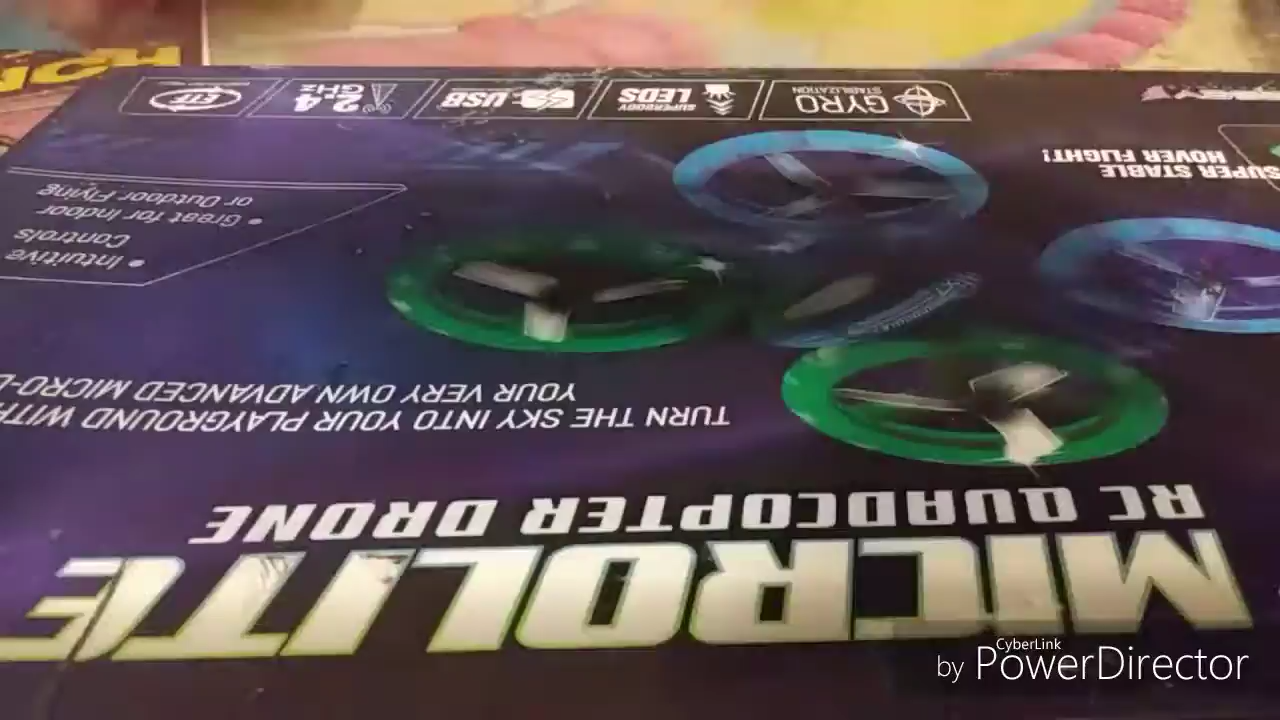 MICROLITE
RC QUADCOPTER DRONE
TURN THE SKY INTO YOUR PLAYGROUND WITH
YOUR VERY OWN ADVANCED MICRO-
• Intuitive
Controls
• Great for Indoor
or Outdoor Flying
SUPER STABLE
HOVER FLIGHT!
GYRO
STABILIZATION
SUPERBODY
LEDS
USB
2.4
GHz
CyberLink
by PowerDirector